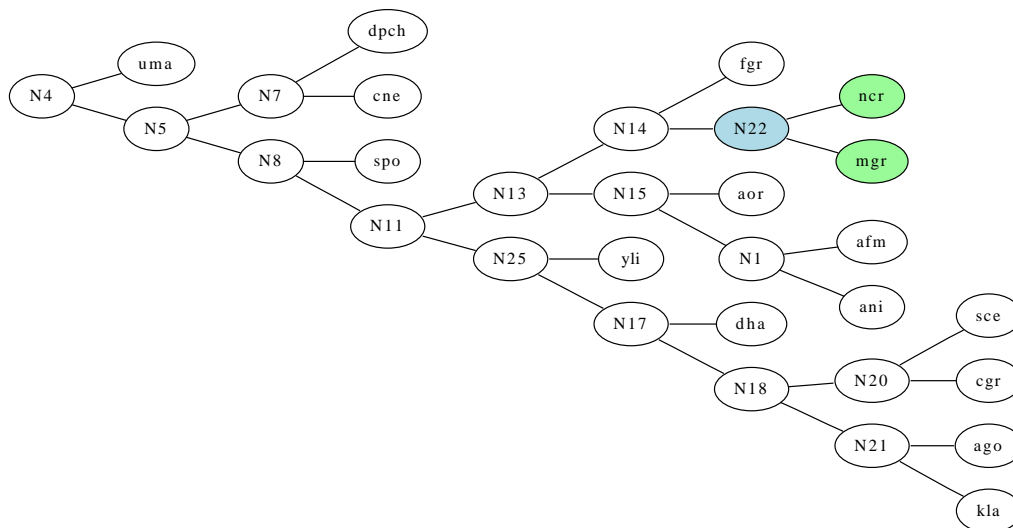 dpch
uma
fgr
N4
N7
cne
ncr
N5
N14
N22
N8
spo
mgr
N13
N15
aor
N11
afm
N25
yli
N1
ani
sce
N17
dha
N20
cgr
N18
N21
ago
kla